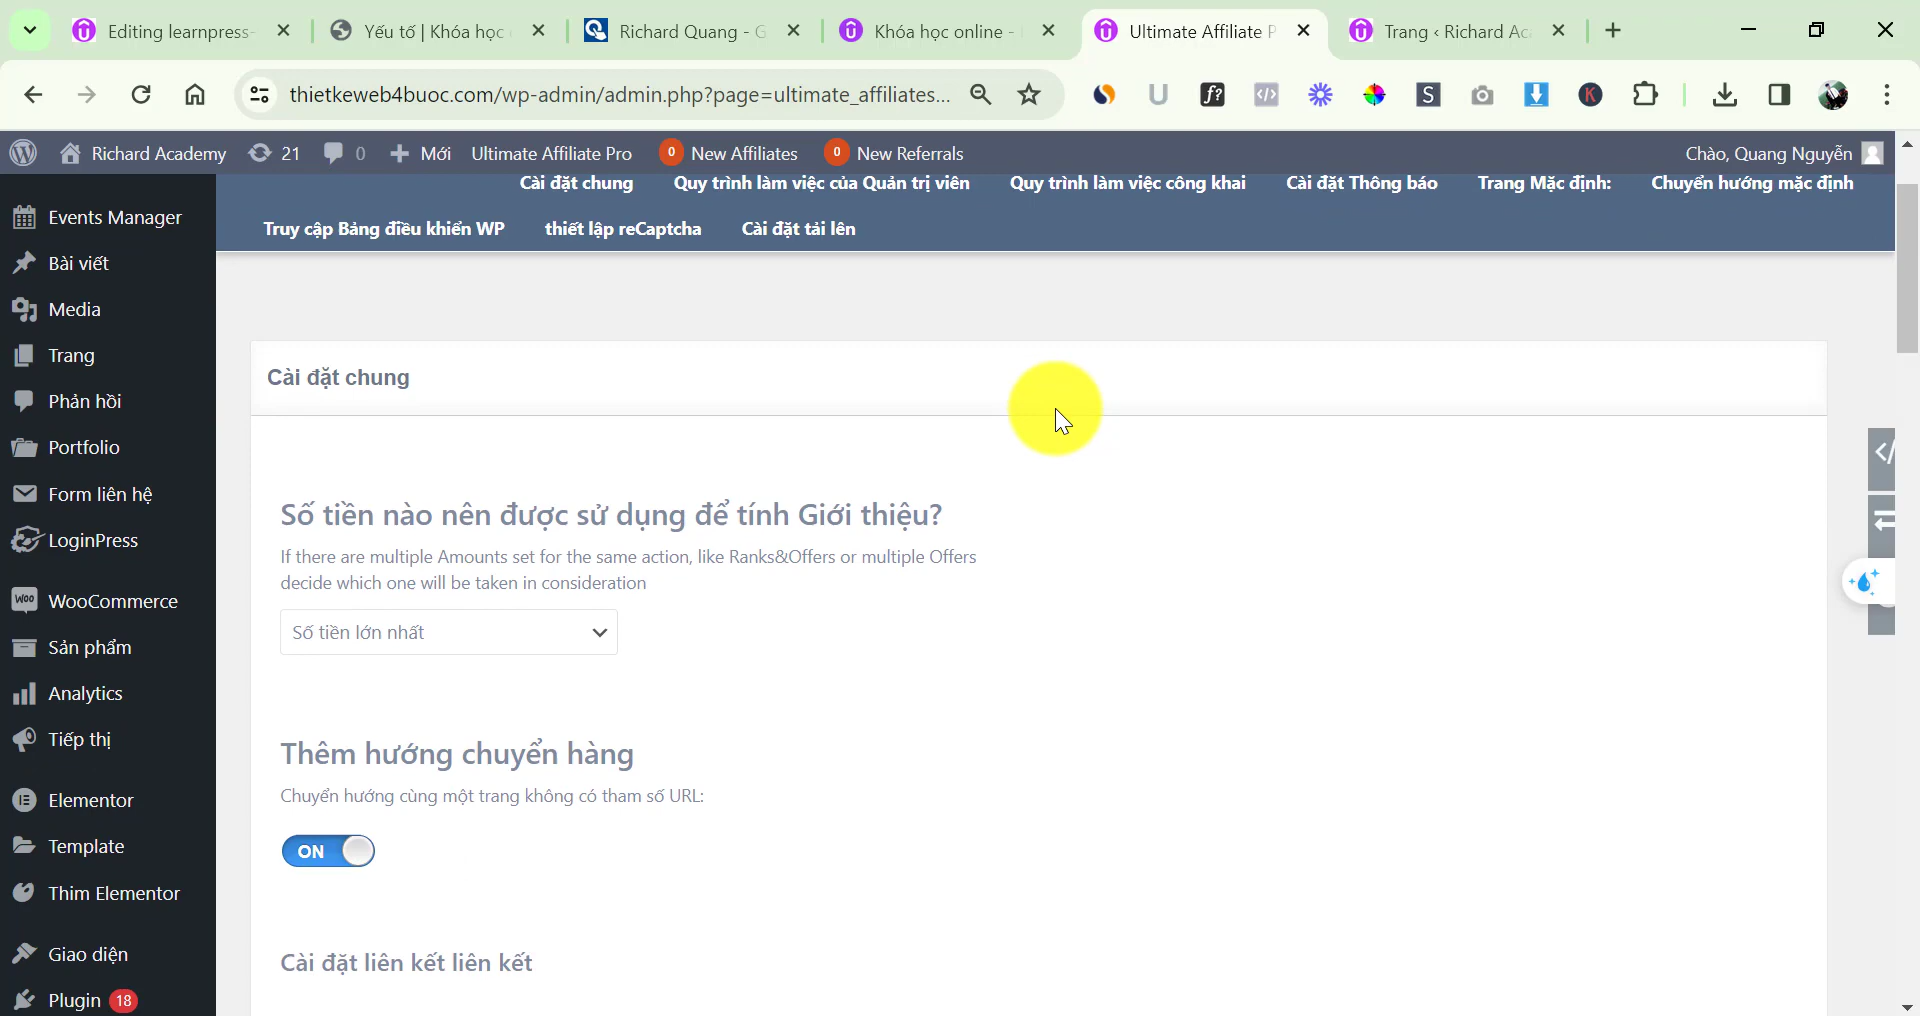 Editing learnpress-
Yếu tố | Khóa học
Richard Quang - G
Khóa học online -
Ultimate Affiliate P
Trang ‹ Richard Ac
thietkeweb4buoc.com/wp-admin/admin.php?page=ultimate_affiliates...
Richard Academy
21
0
Mới
Ultimate Affiliate Pro
0
New Affiliates
0
New Referrals
Chào, Quang Nguyễn
Cài đặt chung
Quy trình làm việc của Quản trị viên
Quy trình làm việc công khai
Cài đặt Thông báo
Trang Mặc định:
Chuyển hướng mặc định
Truy cập Bảng điều khiển WP
thiết lập reCaptcha
Cài đặt tải lên
Events Manager
Bài viết
Media
Trang
Phản hồi
Portfolio
Form liên hệ
LoginPress
WooCommerce
Sản phẩm
Analytics
Tiếp thị
Elementor
Template
Thim Elementor
Giao diện
Plugin 18
Cài đặt chung
Số tiền nào nên được sử dụng để tính Giới thiệu?
If there are multiple Amounts set for the same action, like Ranks&Offers or multiple Offers
decide which one will be taken in consideration
Số tiền lớn nhất
Thêm hướng chuyển hàng
Chuyển hướng cùng một trang không có tham số URL:
ON
Cài đặt liên kết liên kết